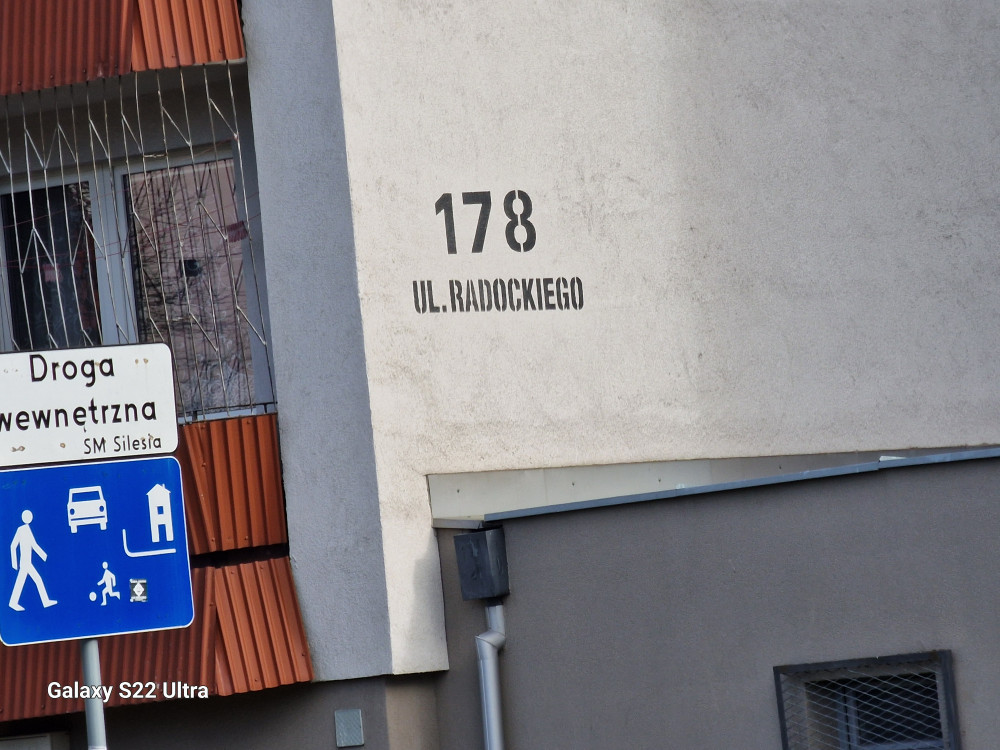 178
UL. RADOCKIEGO
Droga
wewnętrzna
SM Silesia
Galaxy S22 Ultra